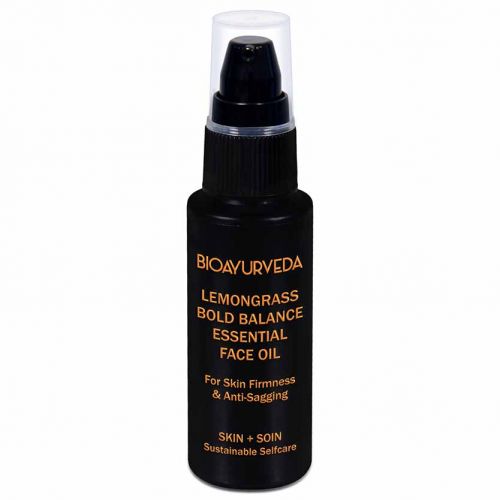 BIOAYURVEDA
LEMONGRASS
BOLD BALANCE
ESSENTIAL
FACE OIL
For Skin Firmness
& Anti-Sagging
SKIN + SOIN
Sustainable Selfcare